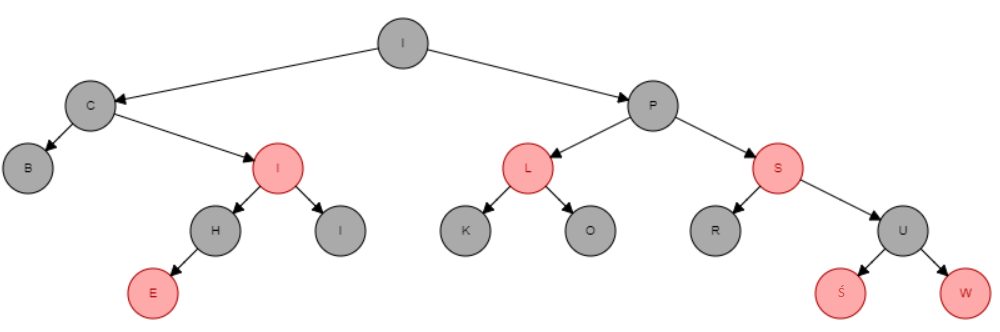 I
C P
B I L S
H I K O R U
E Ś W